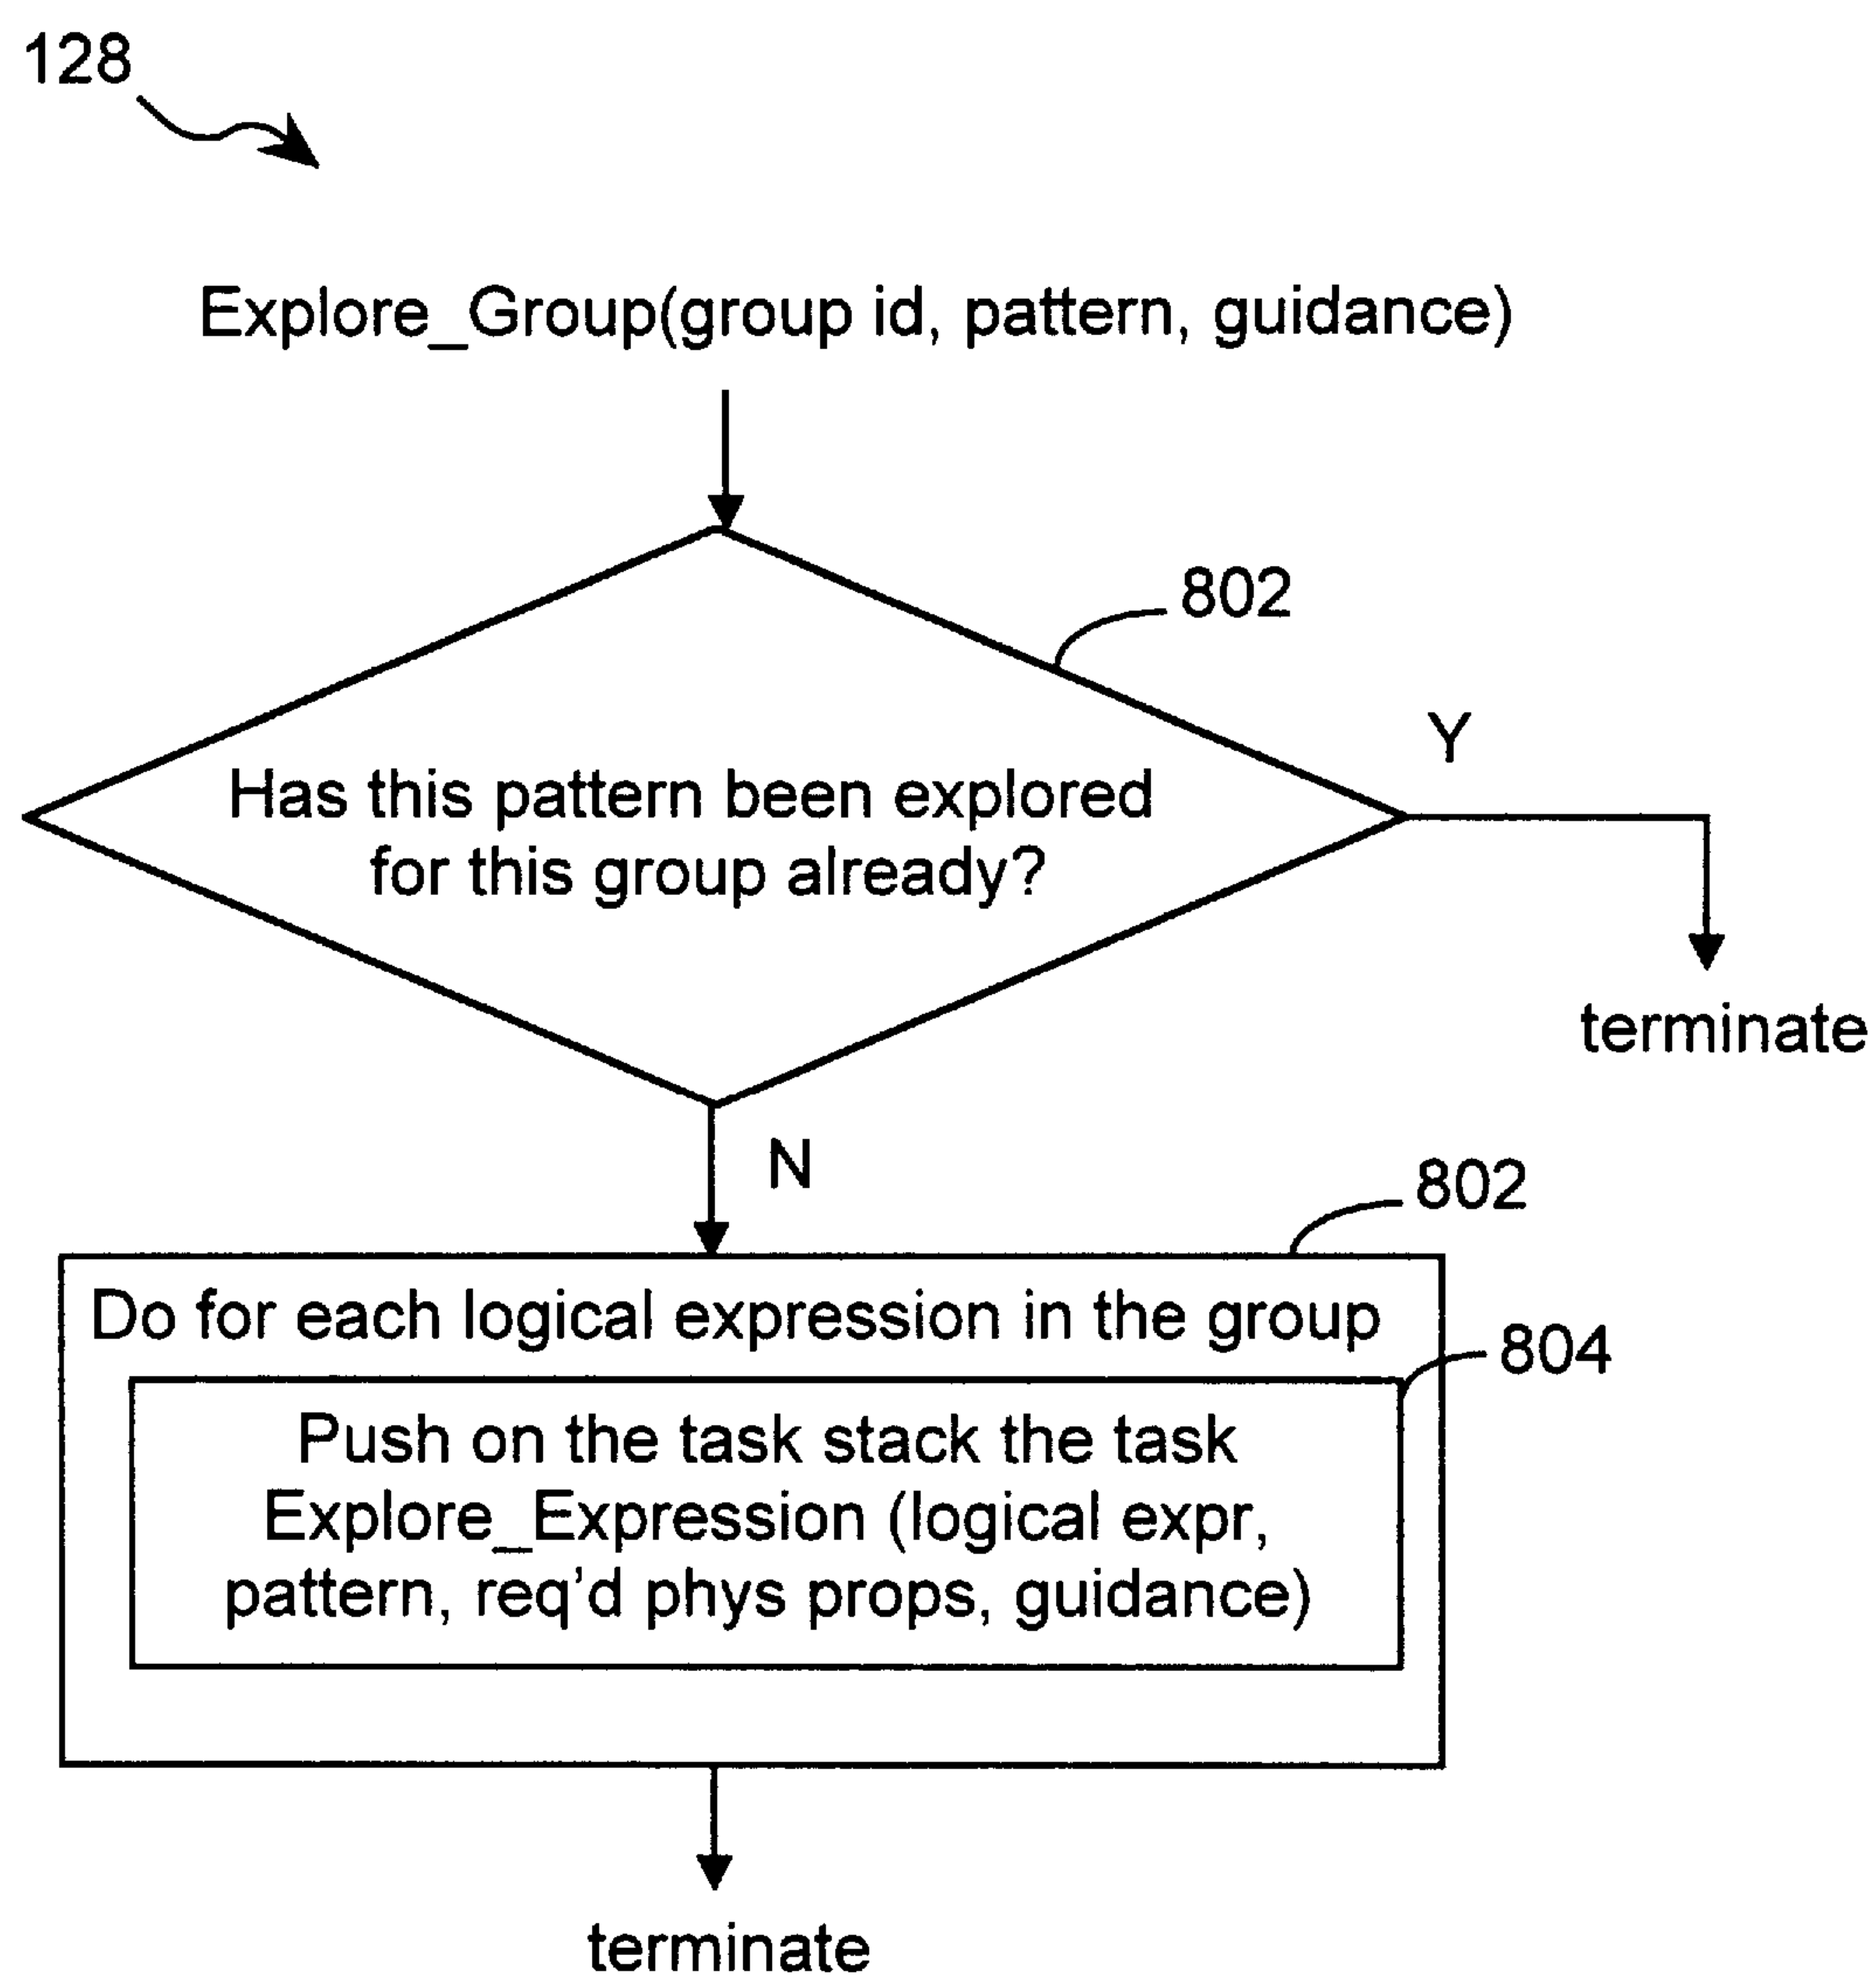 128
Explore_Group(group id, pattern, guidance)
802
Y
Has this pattern been explored
for this group already?
terminate
N
802
Do for each logical expression in the group
804
Push on the task stack the task
Explore_Expression (logical expr,
pattern, req'd phys props, guidance)
terminate